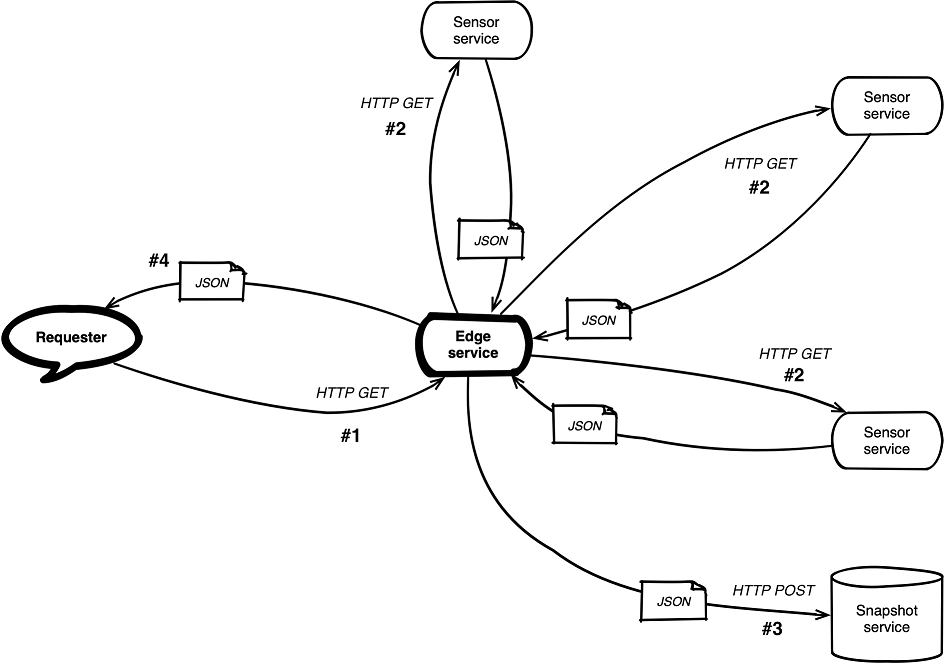 Sensor
service
HTTP GET
#2
Sensor
service
HTTP GET
#2
JSON
#4
JSON
JSON
Requester
Edge
service
HTTP GET
#2
HTTP GET
#1
JSON
Sensor
service
JSON
HTTP POST
#3
Snapshot
service